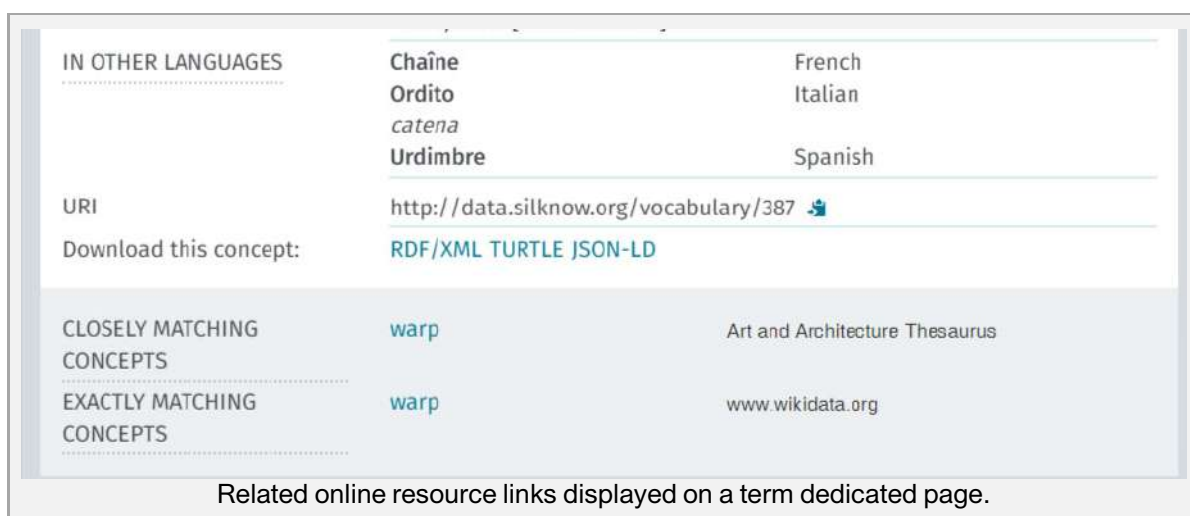 IN OTHER LANGUAGES Chaîne French
Ordito Italian
catena
Urdimbre Spanish
URI http://data.silknow.org/vocabulary/387
Download this concept: RDF/XML TURTLE JSON-LD
CLOSELY MATCHING CONCEPTS warp Art and Architecture Thesaurus
EXACTLY MATCHING CONCEPTS warp www.wikidata.org
Related online resource links displayed on a term dedicated page.